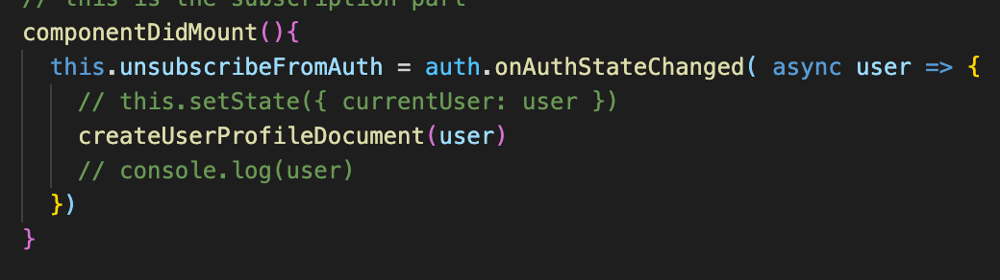 // this is the subscription part
componentDidMount(){
this.unsubscribeFromAuth = auth.onAuthStateChanged( async user => {
// this.setState({ currentUser: user })
createUserProfileDocument(user)
// console.log(user)
})
}